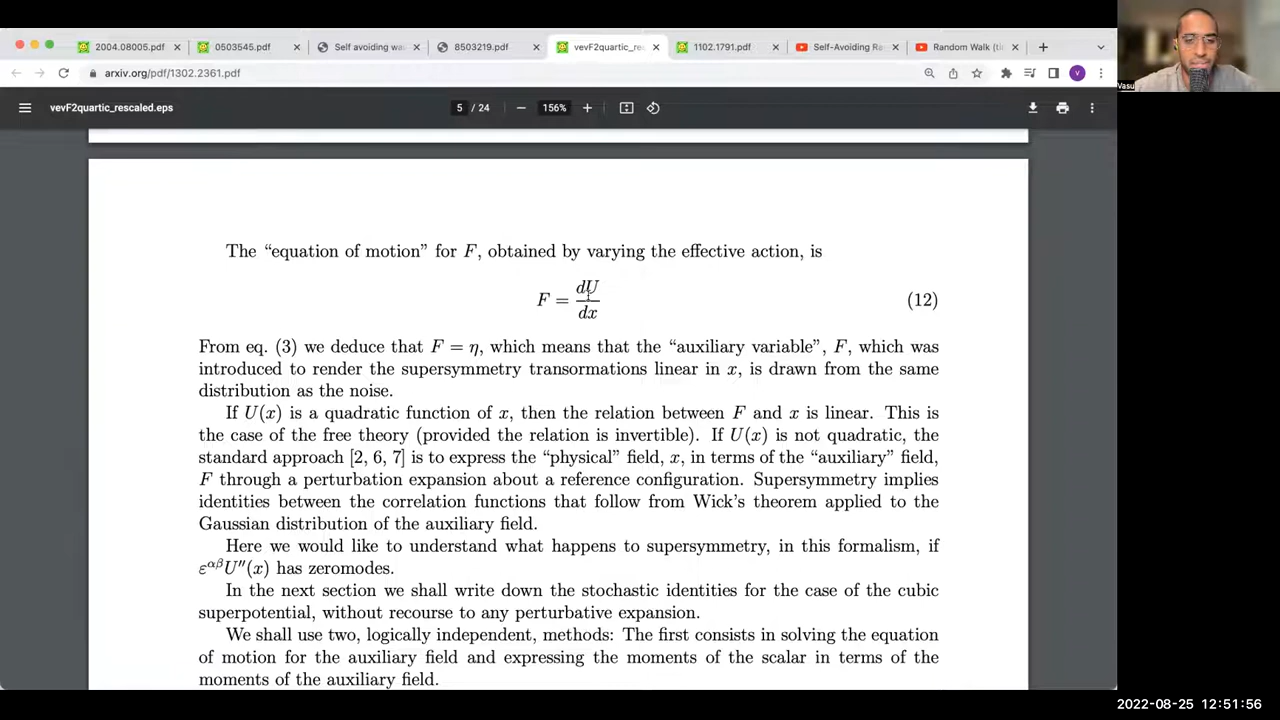 2004.08005.pdf
0503545.pdf
Self avoiding wa
8503219.pdf
vevF2quartic_res
1102.1791.pdf
Self-Avoiding Ra
Random Walk (ti
arxiv.org/pdf/1302.2361.pdf
V
Vasu
vevF2quartic_rescaled.eps
5 / 24
156%
The “equation of motion” for F, obtained by varying the effective action, is
F = dU/dx (12)
From eq. (3) we deduce that F = η, which means that the “auxiliary variable”, F, which was
introduced to render the supersymmetry transormations linear in x, is drawn from the same
distribution as the noise.
If U(x) is a quadratic function of x, then the relation between F and x is linear. This is
the case of the free theory (provided the relation is invertible). If U(x) is not quadratic, the
standard approach [2, 6, 7] is to express the “physical” field, x, in terms of the “auxiliary” field,
F through a perturbation expansion about a reference configuration. Supersymmetry implies
identities between the correlation functions that follow from Wick's theorem applied to the
Gaussian distribution of the auxiliary field.
Here we would like to understand what happens to supersymmetry, in this formalism, if
ε^αβ U″(x) has zeromodes.
In the next section we shall write down the stochastic identities for the case of the cubic
superpotential, without recourse to any perturbative expansion.
We shall use two, logically independent, methods: The first consists in solving the equation
of motion for the auxiliary field and expressing the moments of the scalar in terms of the
moments of the auxiliary field.
2022-08-25 12:51:56